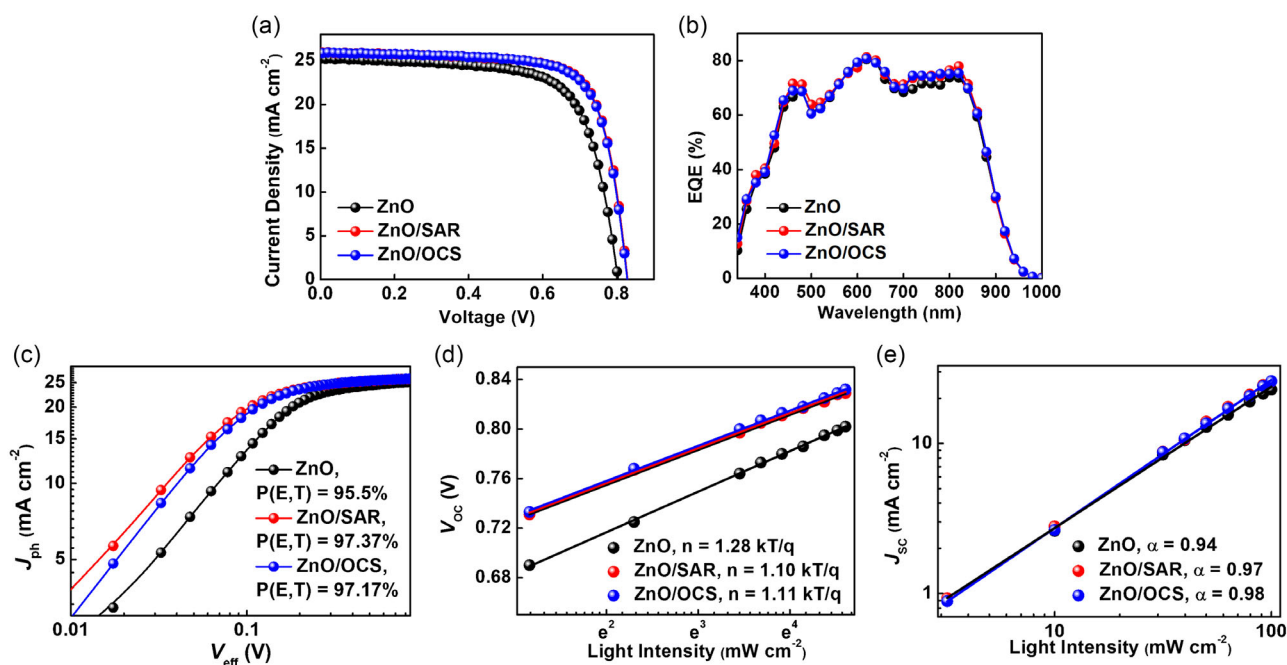 (a)
Current Density (mA cm⁻²)
30
25
20
15
10
5
0
ZnO
ZnO/SAR
ZnO/OCS
0.0 0.2 0.4 0.6 0.8
Voltage (V)
(b)
EQE (%)
80
60
40
20
0
ZnO
ZnO/SAR
ZnO/OCS
400 500 600 700 800 900 1000
Wavelength (nm)
(c)
Jph (mA cm⁻²)
25
20
15
10
5
ZnO,
P(E,T) = 95.5%
ZnO/SAR,
P(E,T) = 97.37%
ZnO/OCS,
P(E,T) = 97.17%
0.01 0.1
Veff (V)
(d)
VOC (V)
0.84
0.80
0.72
0.68
ZnO, n = 1.28 kT/q
ZnO/SAR, n = 1.10 kT/q
ZnO/OCS, n = 1.11 kT/q
e² e³ e⁴
Light Intensity (mW cm⁻²)
(e)
JSC (mA cm⁻²)
10
1
ZnO, α = 0.94
ZnO/SAR, α = 0.97
ZnO/OCS, α = 0.98
10 100
Light Intensity (mW cm⁻²)